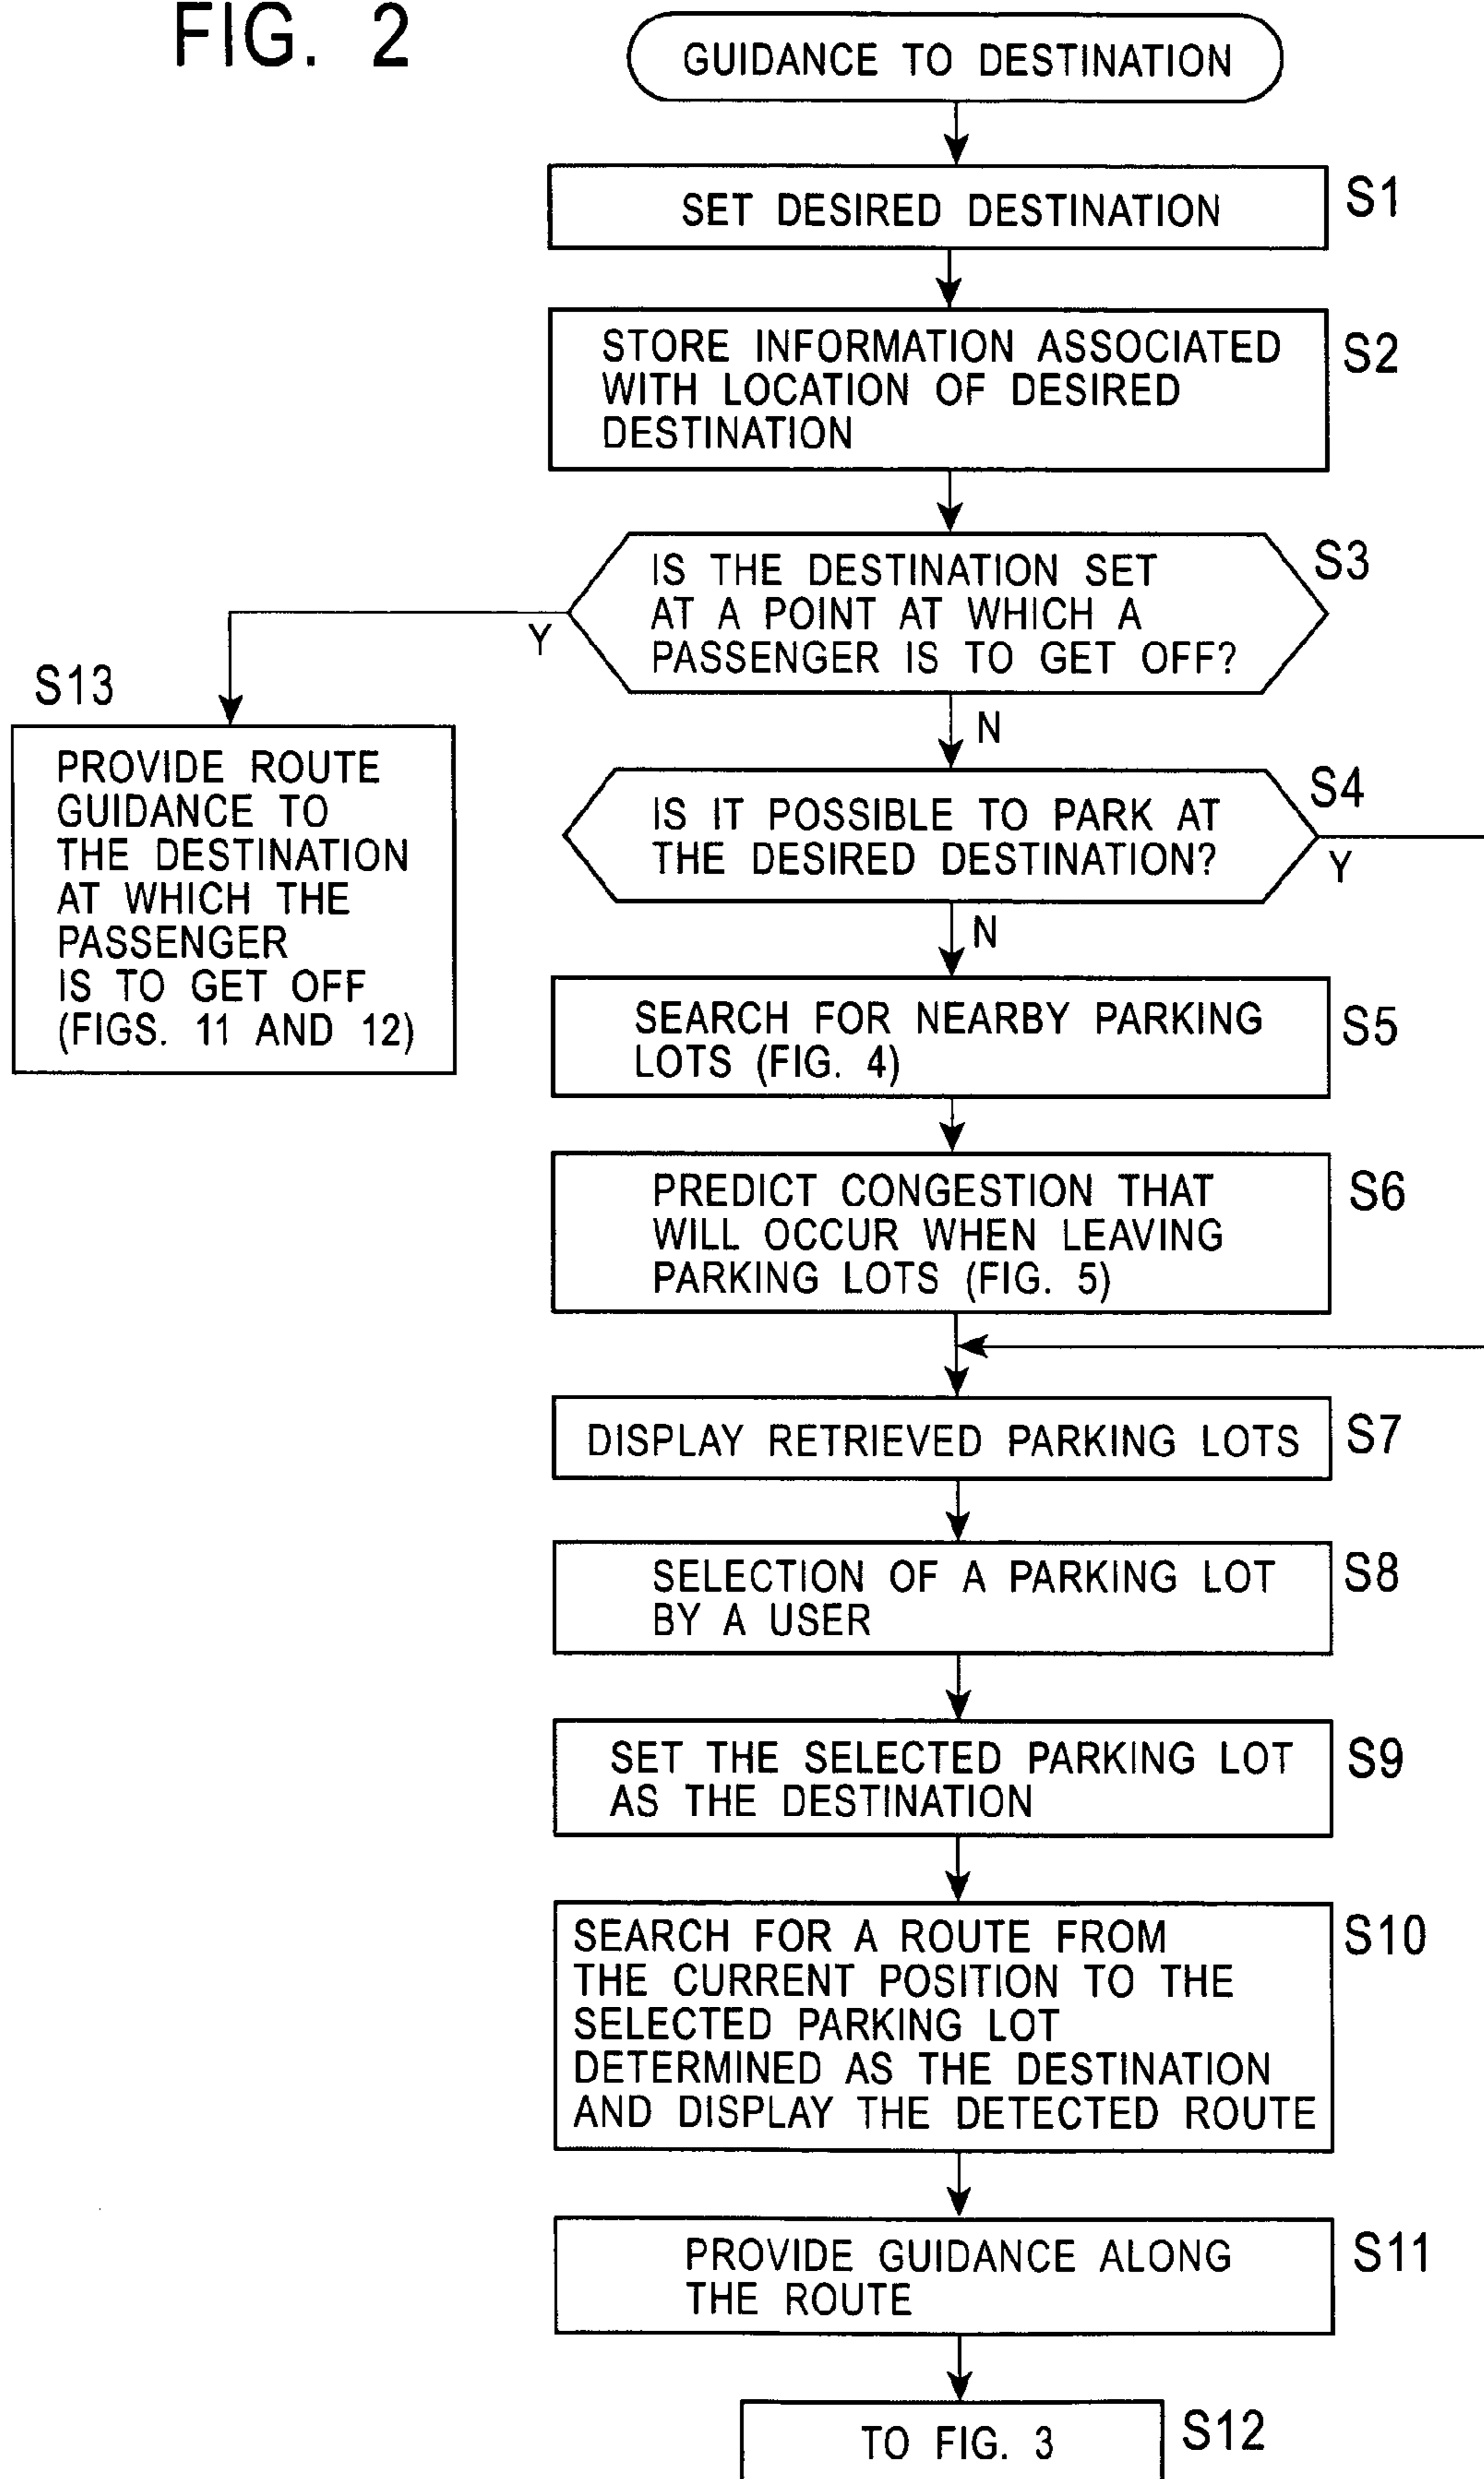 FIG. 2
GUIDANCE TO DESTINATION
SET DESIRED DESTINATION
S1
STORE INFORMATION ASSOCIATED
WITH LOCATION OF DESIRED
DESTINATION
S2
IS THE DESTINATION SET
AT A POINT AT WHICH A
PASSENGER IS TO GET OFF?
S3
Y
N
S13
PROVIDE ROUTE
GUIDANCE TO
THE DESTINATION
AT WHICH THE
PASSENGER
IS TO GET OFF
(FIGS. 11 AND 12)
IS IT POSSIBLE TO PARK AT
THE DESIRED DESTINATION?
S4
Y
N
SEARCH FOR NEARBY PARKING
LOTS (FIG. 4)
S5
PREDICT CONGESTION THAT
WILL OCCUR WHEN LEAVING
PARKING LOTS (FIG. 5)
S6
DISPLAY RETRIEVED PARKING LOTS
S7
SELECTION OF A PARKING LOT
BY A USER
S8
SET THE SELECTED PARKING LOT
AS THE DESTINATION
S9
SEARCH FOR A ROUTE FROM
THE CURRENT POSITION TO THE
SELECTED PARKING LOT
DETERMINED AS THE DESTINATION
AND DISPLAY THE DETECTED ROUTE
S10
PROVIDE GUIDANCE ALONG
THE ROUTE
S11
TO FIG. 3
S12